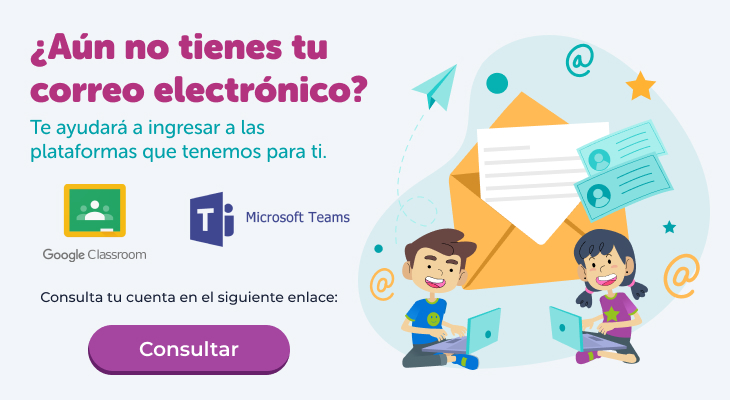 ¿Aún no tienes tu
correo electrónico?
Te ayudará a ingresar a las
plataformas que tenemos para ti.
Google Classroom
T
Microsoft Teams
Consulta tu cuenta en el siguiente enlace:
Consultar
@
@
@